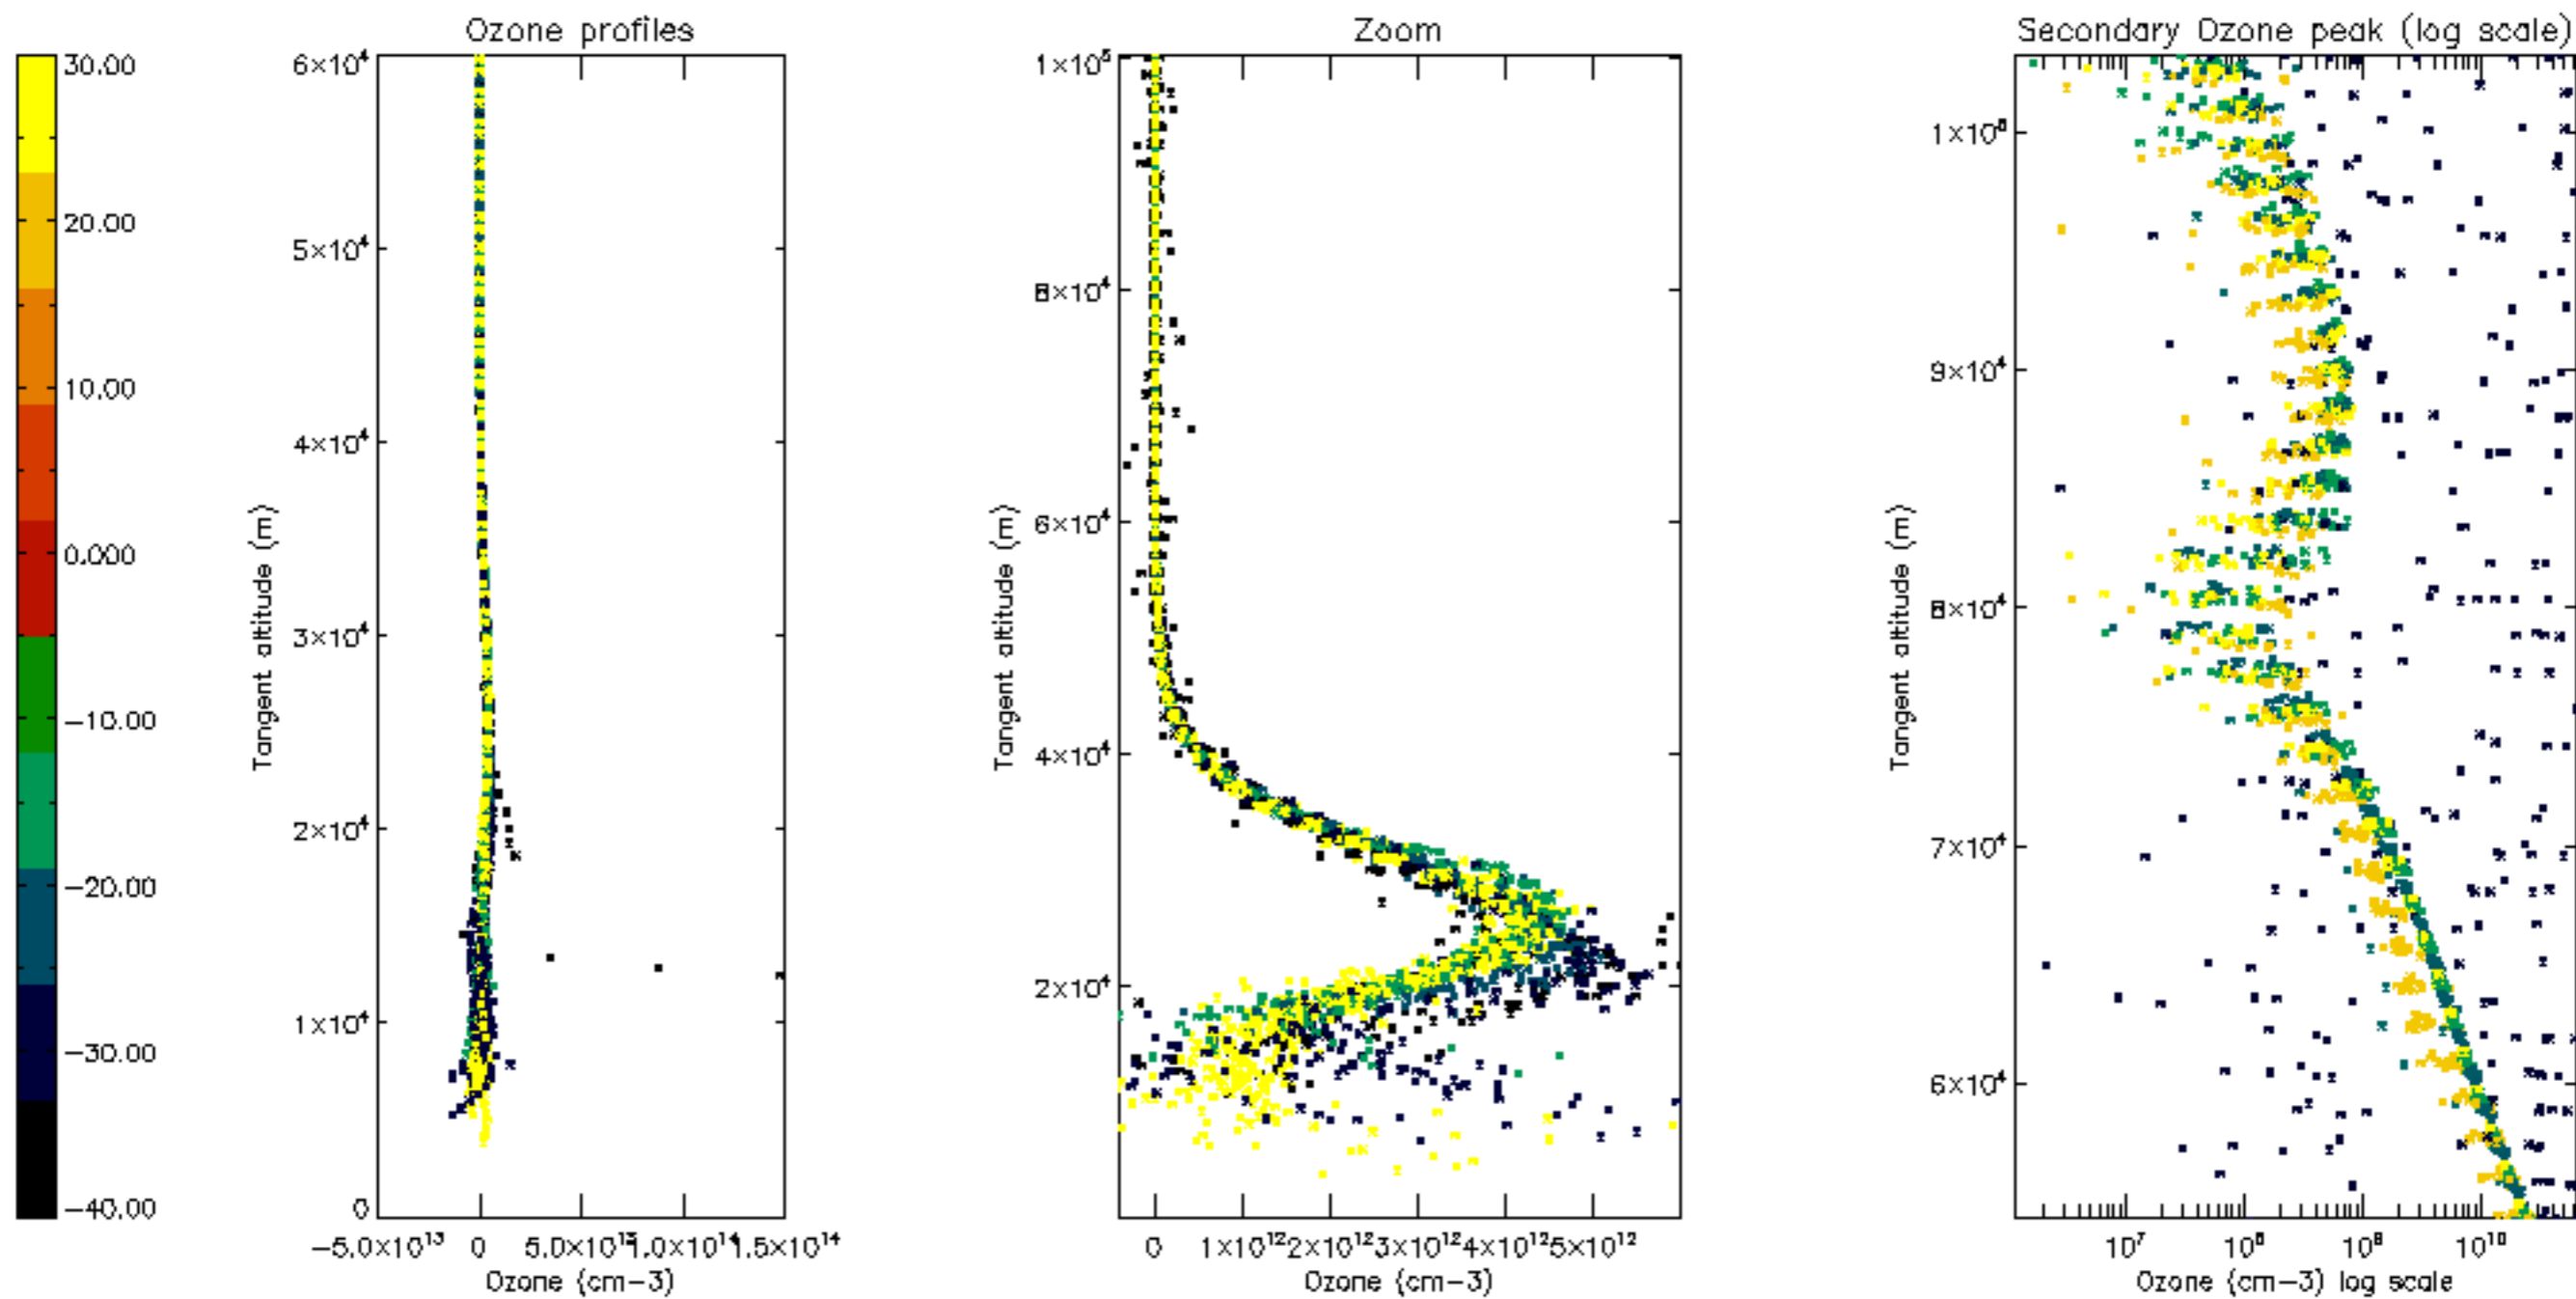 Ozone profiles
Zoom
Secondary Ozone peak (log scale)
30.00
20.00
10.00
0.000
−10.00
−20.00
−30.00
−40.00
6×10⁴
5×10⁴
4×10⁴
3×10⁴
2×10⁴
1×10⁴
0
Tangent altitude (m)
−5.0×10¹³ 0 5.0×10¹³ 1.0×10¹⁴ 1.5×10¹⁴
Ozone (cm−3)
1×10⁵
8×10⁴
6×10⁴
4×10⁴
2×10⁴
Tangent altitude (m)
0 1×10¹² 2×10¹² 3×10¹² 4×10¹² 5×10¹²
Ozone (cm−3)
1×10⁵
9×10⁴
8×10⁴
7×10⁴
6×10⁴
Tangent altitude (m)
10⁷ 10⁸ 10⁹ 10¹⁰
Ozone (cm−3) log scale